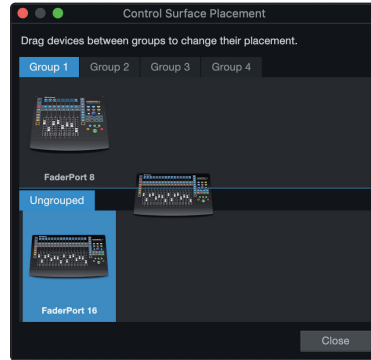 Control Surface Placement
Drag devices between groups to change their placement.
Group 1 Group 2 Group 3 Group 4
FaderPort 8
Ungrouped
FaderPort 16
Close